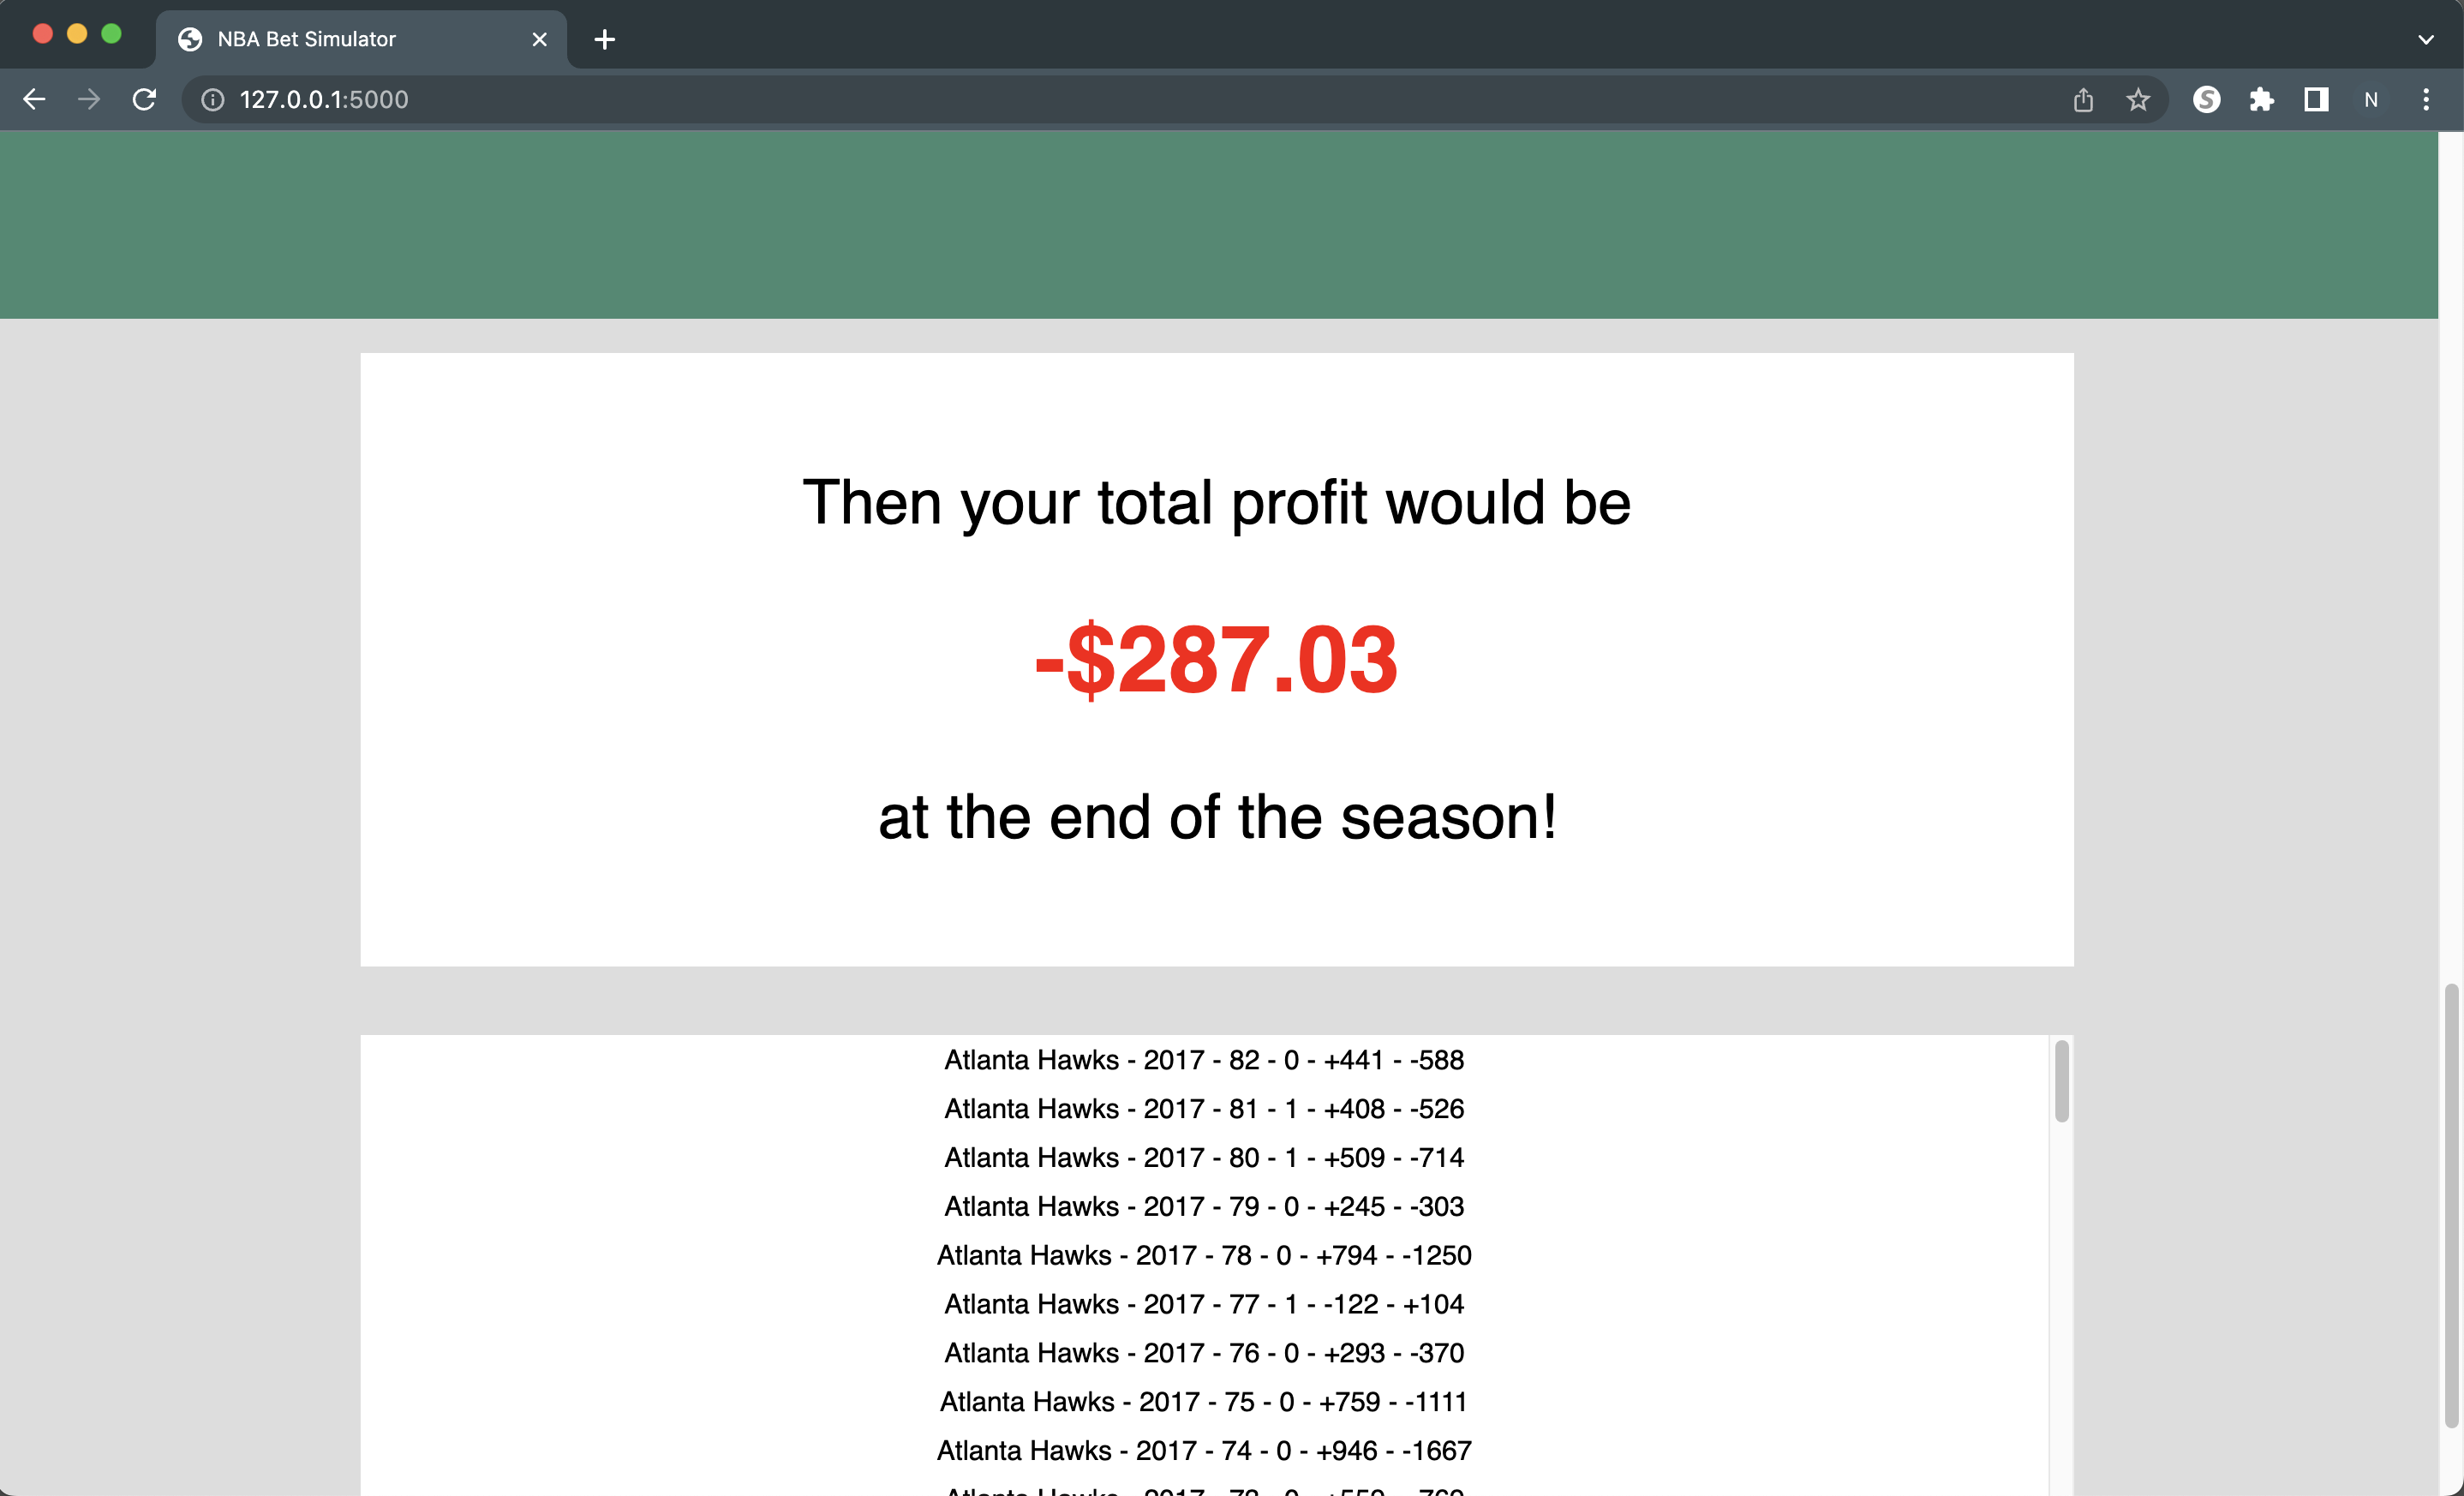 NBA Bet Simulator
127.0.0.1:5000
N
Then your total profit would be
-$287.03
at the end of the season!
Atlanta Hawks - 2017 - 82 - 0 - +441 - -588
Atlanta Hawks - 2017 - 81 - 1 - +408 - -526
Atlanta Hawks - 2017 - 80 - 1 - +509 - -714
Atlanta Hawks - 2017 - 79 - 0 - +245 - -303
Atlanta Hawks - 2017 - 78 - 0 - +794 - -1250
Atlanta Hawks - 2017 - 77 - 1 - -122 - +104
Atlanta Hawks - 2017 - 76 - 0 - +293 - -370
Atlanta Hawks - 2017 - 75 - 0 - +759 - -1111
Atlanta Hawks - 2017 - 74 - 0 - +946 - -1667